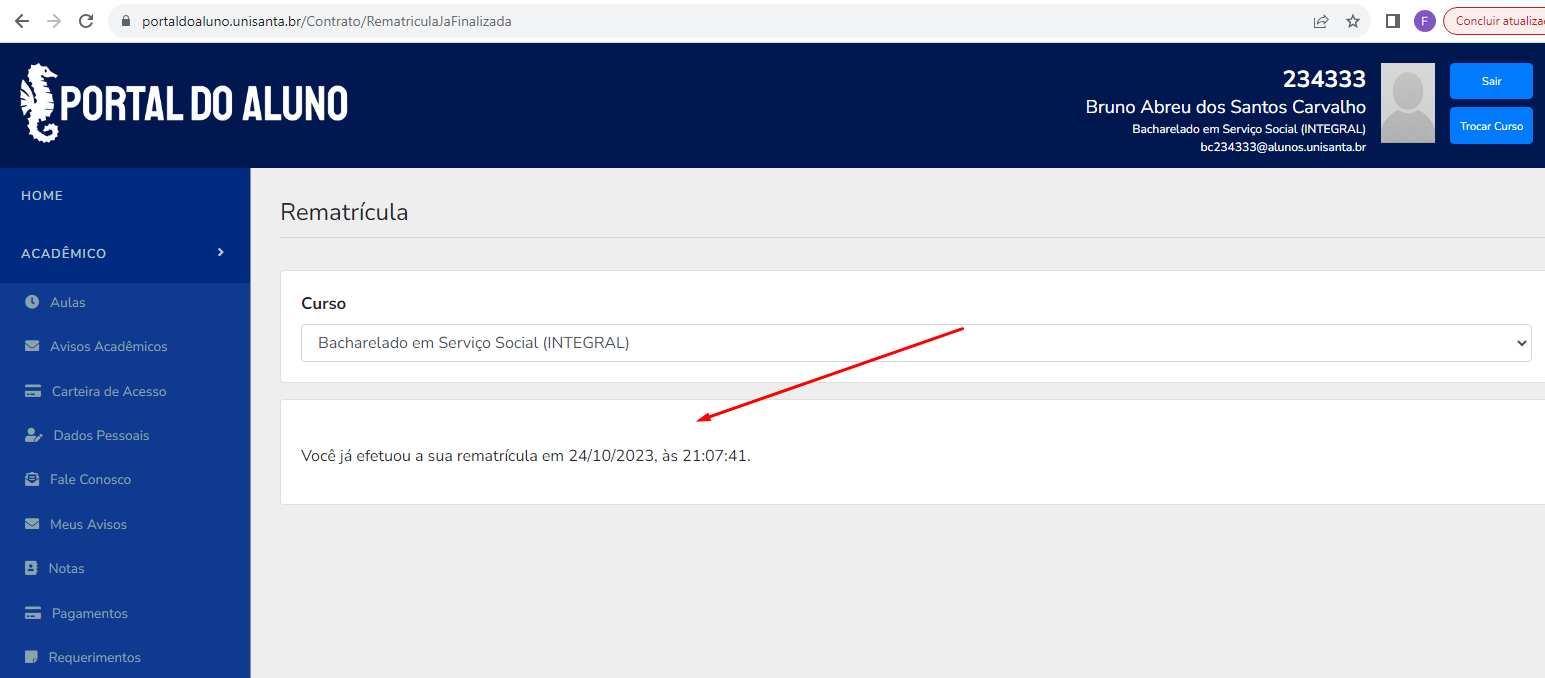 portaldoaluno.unisanta.br/Contrato/RematriculaJaFinalizada
F
Concluir atualiza
PORTAL DO ALUNO
234333
Bruno Abreu dos Santos Carvalho
Bacharelado em Serviço Social (INTEGRAL)
bc234333@alunos.unisanta.br
Sair
Trocar Curso
HOME
ACADÊMICO
Aulas
Avisos Acadêmicos
Carteira de Acesso
Dados Pessoais
Fale Conosco
Meus Avisos
Notas
Pagamentos
Requerimentos
Rematrícula
Curso
Bacharelado em Serviço Social (INTEGRAL)
Você já efetuou a sua rematrícula em 24/10/2023, às 21:07:41.